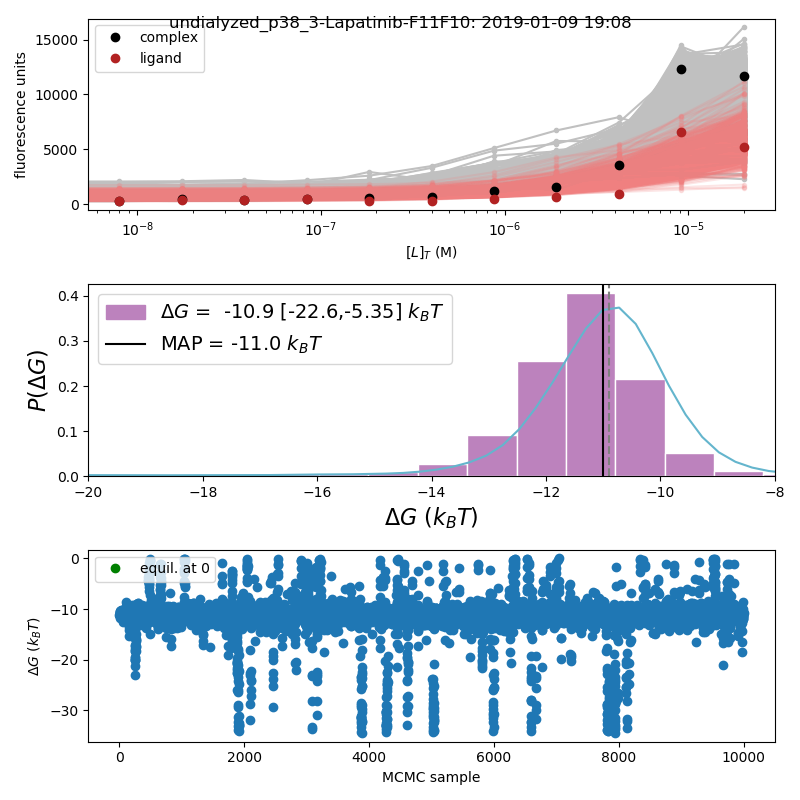 undialyzed_p38_3-Lapatinib-F11F10: 2019-01-09 19:08
complex
ligand
fluorescence units
15000
10000
5000
0
10⁻⁸ 10⁻⁷ 10⁻⁶ 10⁻⁵
[L]_T (M)
ΔG = -10.9 [-22.6,-5.35] k_BT
MAP = -11.0 k_BT
P(ΔG)
0.4
0.3
0.2
0.1
0.0
−20 −18 −16 −14 −12 −10 −8
ΔG (k_BT)
equil. at 0
ΔG (k_BT)
0
−10
−20
−30
0 2000 4000 6000 8000 10000
MCMC sample